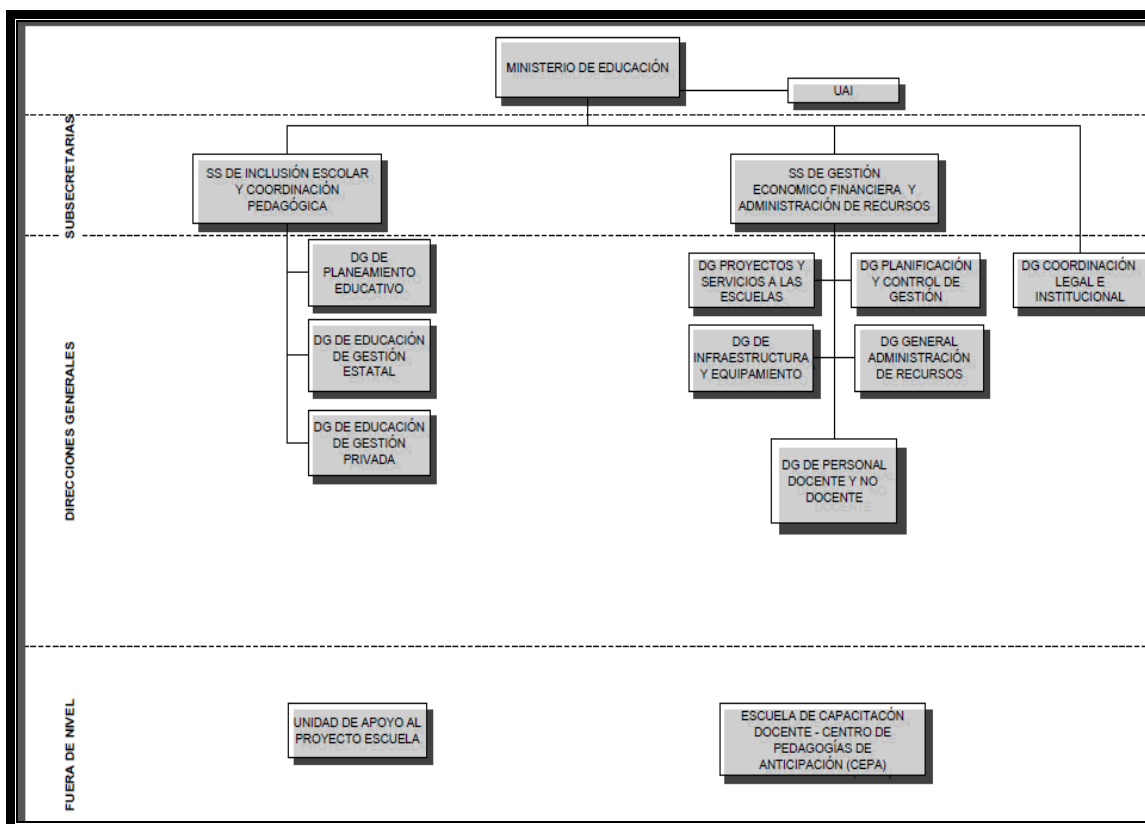 MINISTERIO DE EDUCACIÓN
UAI
SUBSECRETARIAS
SS DE INCLUSIÓN ESCOLAR
Y COORDINACIÓN
PEDAGÓGICA
SS DE GESTIÓN
ECONOMICO FINANCIERA Y
ADMINISTRACIÓN DE RECURSOS
DIRECCIONES GENERALES
DG DE
PLANEAMIENTO
EDUCATIVO
DG DE EDUCACIÓN
DE GESTIÓN
ESTATAL
DG DE EDUCACIÓN
DE GESTIÓN
PRIVADA
DG PROYECTOS Y
SERVICIOS A LAS
ESCUELAS
DG PLANIFICACIÓN
Y CONTROL DE
GESTIÓN
DG COORDINACIÓN
LEGAL E
INSTITUCIONAL
DG DE
INFRAESTRUCTURA
Y EQUIPAMIENTO
DG GENERAL
ADMINISTRACIÓN
DE RECURSOS
DG DE PERSONAL
DOCENTE Y NO
DOCENTE
FUERA DE NIVEL
UNIDAD DE APOYO AL
PROYECTO ESCUELA
ESCUELA DE CAPACITACÓN
DOCENTE - CENTRO DE
PEDAGOGÍAS DE
ANTICIPACIÓN (CEPA)